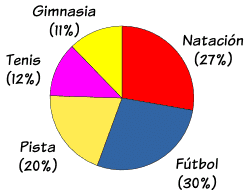 Gimnasia
(11%)
Natación
(27%)
Tenis
(12%)
Pista
(20%)
Fútbol
(30%)